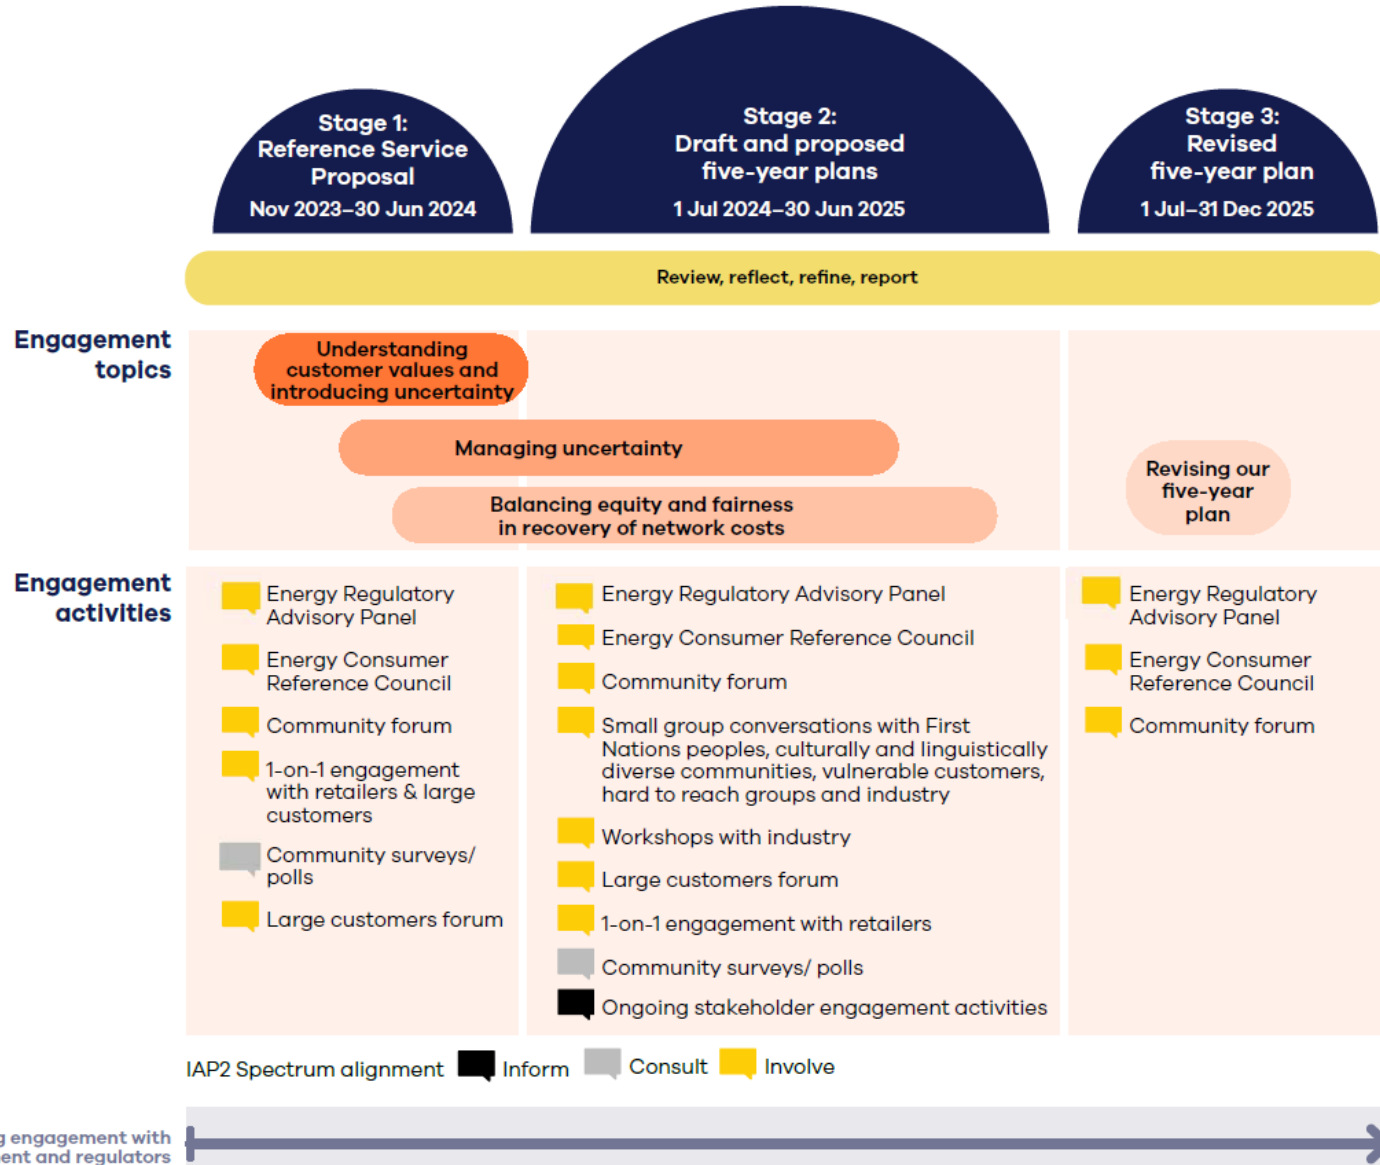 Stage 1:
Reference Service
Proposal
Nov 2023–30 Jun 2024
Stage 2:
Draft and proposed
five-year plans
1 Jul 2024–30 Jun 2025
Stage 3:
Revised
five-year plan
1 Jul–31 Dec 2025
Review, reflect, refine, report
Engagement
topics
Understanding
customer values and
introducing uncertainty
Managing uncertainty
Balancing equity and fairness
in recovery of network costs
Revising our
five-year
plan
Engagement
activities
Energy Regulatory
Advisory Panel
Energy Consumer
Reference Council
Community forum
1-on-1 engagement
with retailers & large
customers
Community surveys/
polls
Large customers forum
Energy Regulatory Advisory Panel
Energy Consumer Reference Council
Community forum
Small group conversations with First
Nations peoples, culturally and linguistically
diverse communities, vulnerable customers,
hard to reach groups and industry
Workshops with industry
Large customers forum
1-on-1 engagement with retailers
Community surveys/ polls
Ongoing stakeholder engagement activities
Energy Regulatory
Advisory Panel
Energy Consumer
Reference Council
Community forum
IAP2 Spectrum alignment Inform Consult Involve
engagement with
and regulators